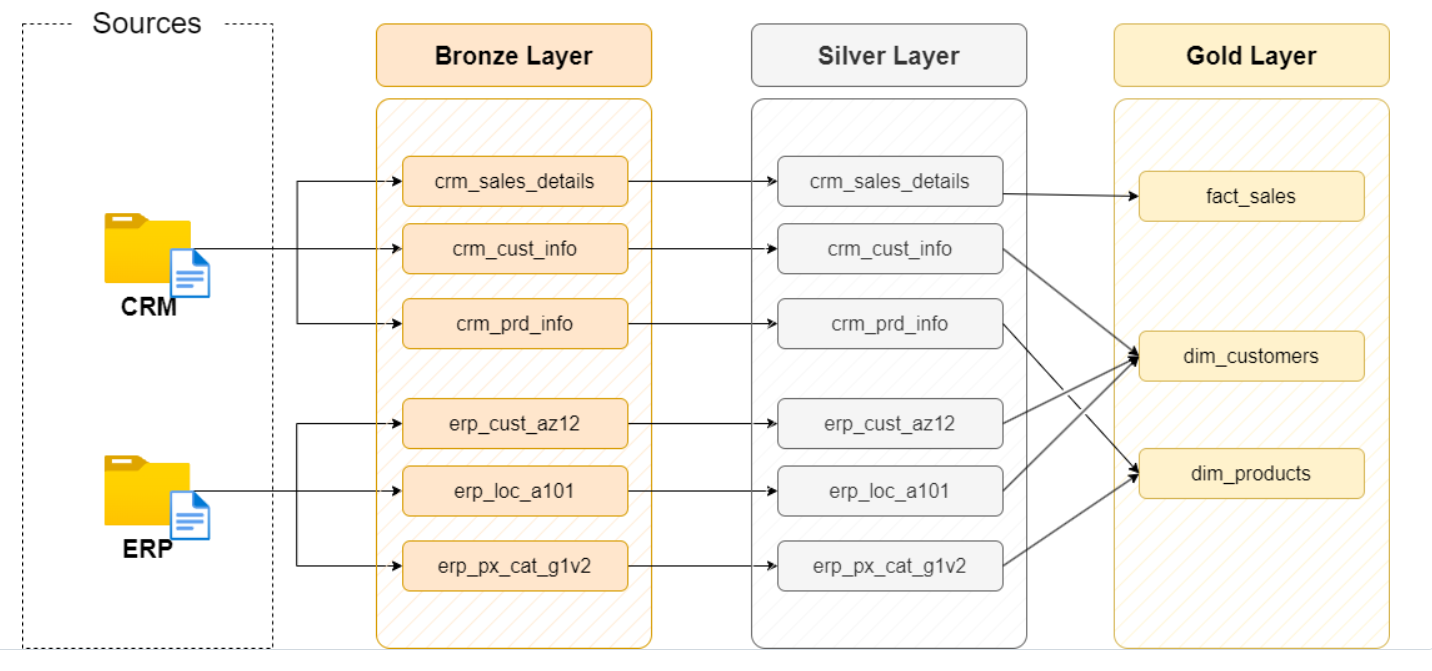 Sources
Bronze Layer
Silver Layer
Gold Layer
crm_sales_details
crm_sales_details
fact_sales
crm_cust_info
crm_cust_info
CRM
crm_prd_info
crm_prd_info
dim_customers
erp_cust_az12
erp_cust_az12
dim_products
erp_loc_a101
erp_loc_a101
ERP
erp_px_cat_g1v2
erp_px_cat_g1v2